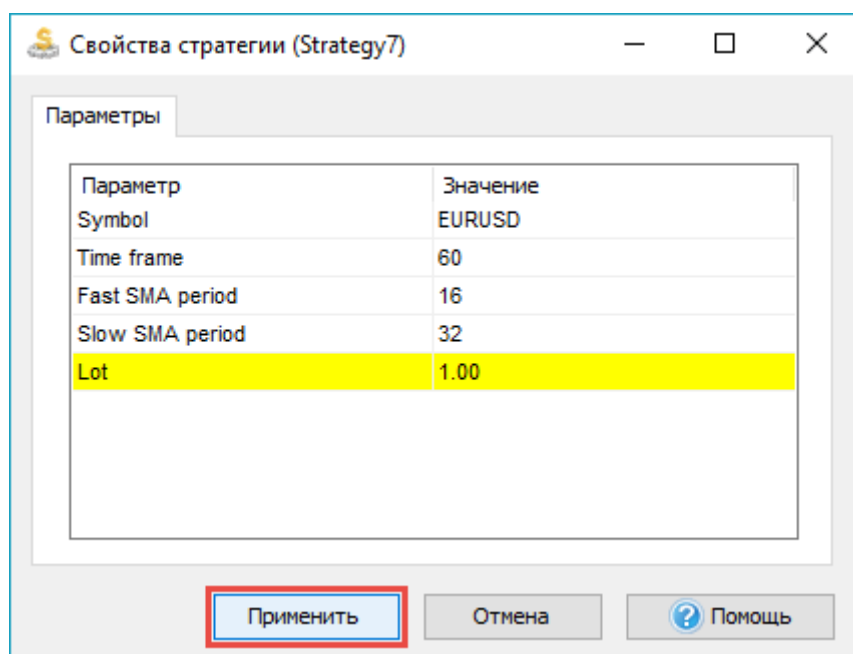 Свойства стратегии (Strategy7)
Параметры
Параметр Значение
Symbol EURUSD
Time frame 60
Fast SMA period 16
Slow SMA period 32
Lot 1.00
Применить Отмена ? Помощь